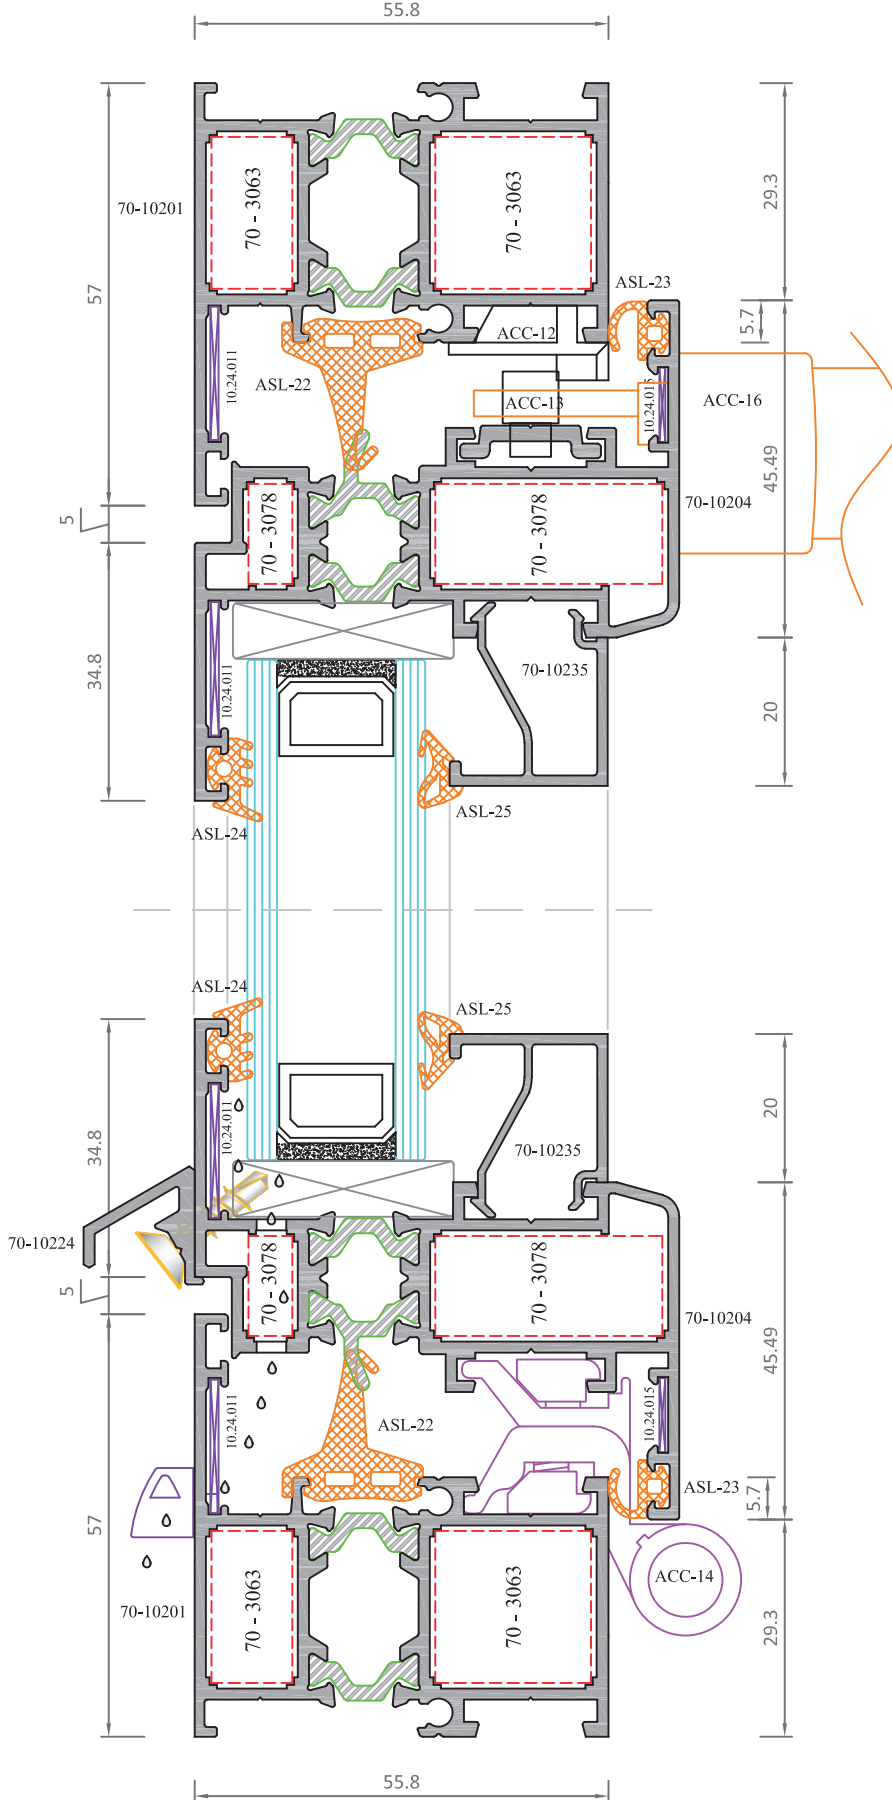 55.8
70 - 3063
70 - 3063
29.3
70-10201
57
ASL-23
5.7
ACC-12
10.24.011
ASL-22
ACC-13
10.24.015
ACC-16
45.49
70 - 3078
70 - 3078
70-10204
5
34.8
10.24.011
70-10235
20
ASL-24
ASL-25
ASL-24
ASL-25
34.8
10.24.011
70-10235
20
70-10224
5
70 - 3078
70 - 3078
70-10204
45.49
10.24.011
ASL-22
10.24.015
ASL-23
5.7
57
70-10201
70 - 3063
70 - 3063
ACC-14
29.3
55.8